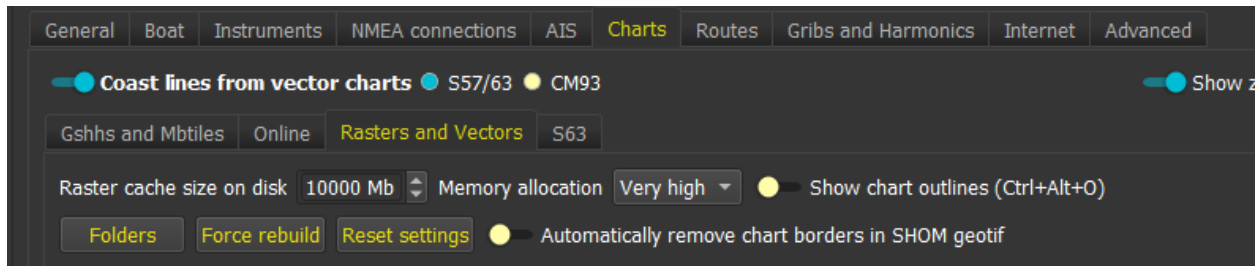 General Boat Instruments NMEA connections AIS Charts Routes Gribs and Harmonics Internet Advanced
Coast lines from vector charts S57/63 CM93 Show
Gshhs and Mbtiles Online Rasters and Vectors S63
Raster cache size on disk 10000 Mb Memory allocation Very high Show chart outlines (Ctrl+Alt+O)
Folders Force rebuild Reset settings Automatically remove chart borders in SHOM geotif